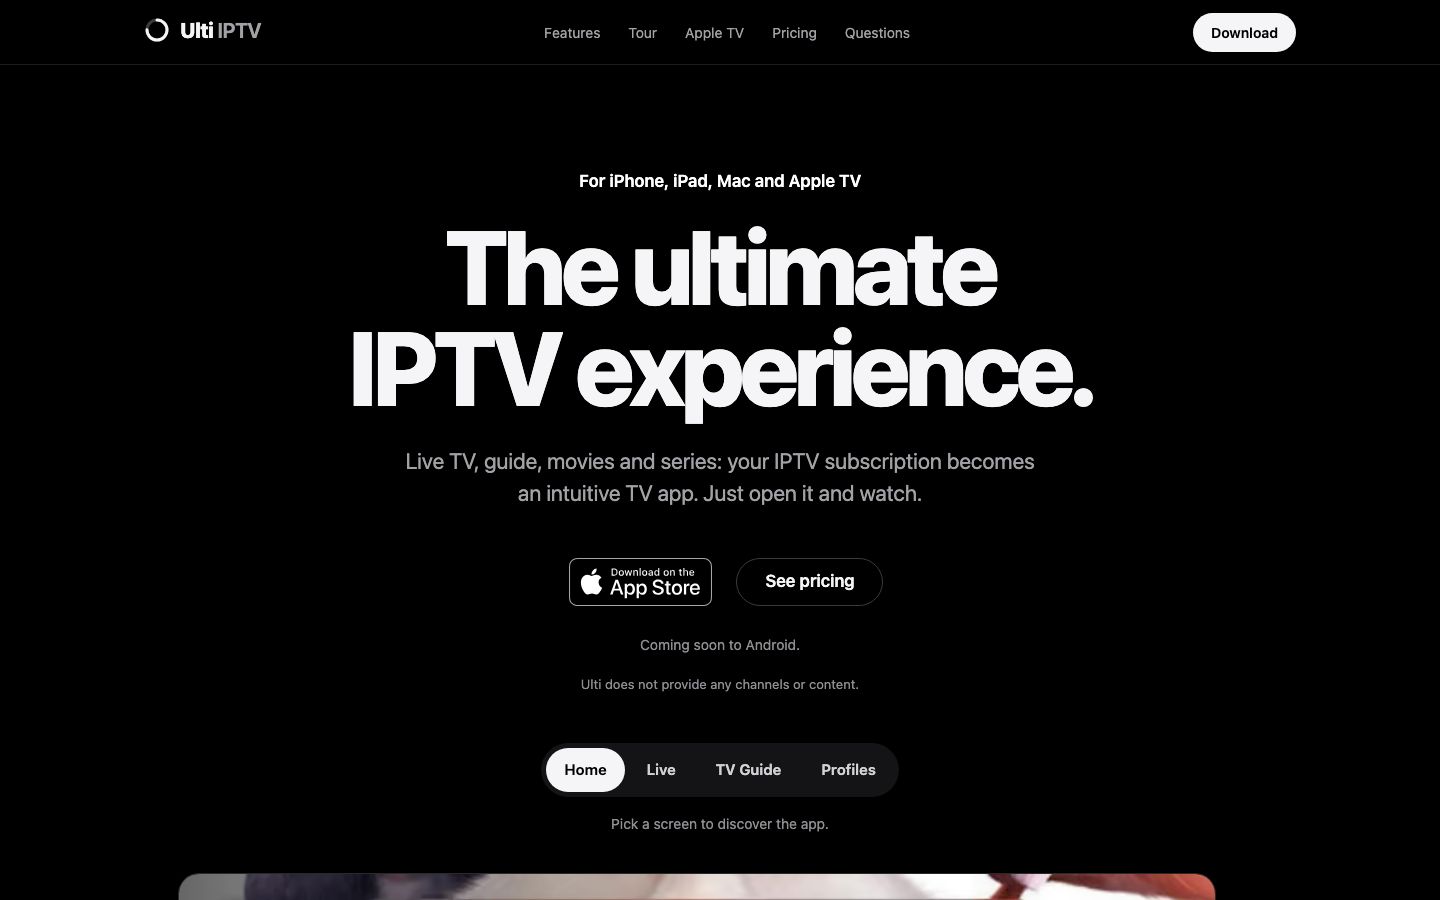 Ulti IPTV
Features
Tour
Apple TV
Pricing
Questions
Download
For iPhone, iPad, Mac and Apple TV
The ultimate
IPTV experience.
Live TV, guide, movies and series: your IPTV subscription becomes
an intuitive TV app. Just open it and watch.
Download on the
App Store
See pricing
Coming soon to Android.
Ulti does not provide any channels or content.
Home
Live
TV Guide
Profiles
Pick a screen to discover the app.